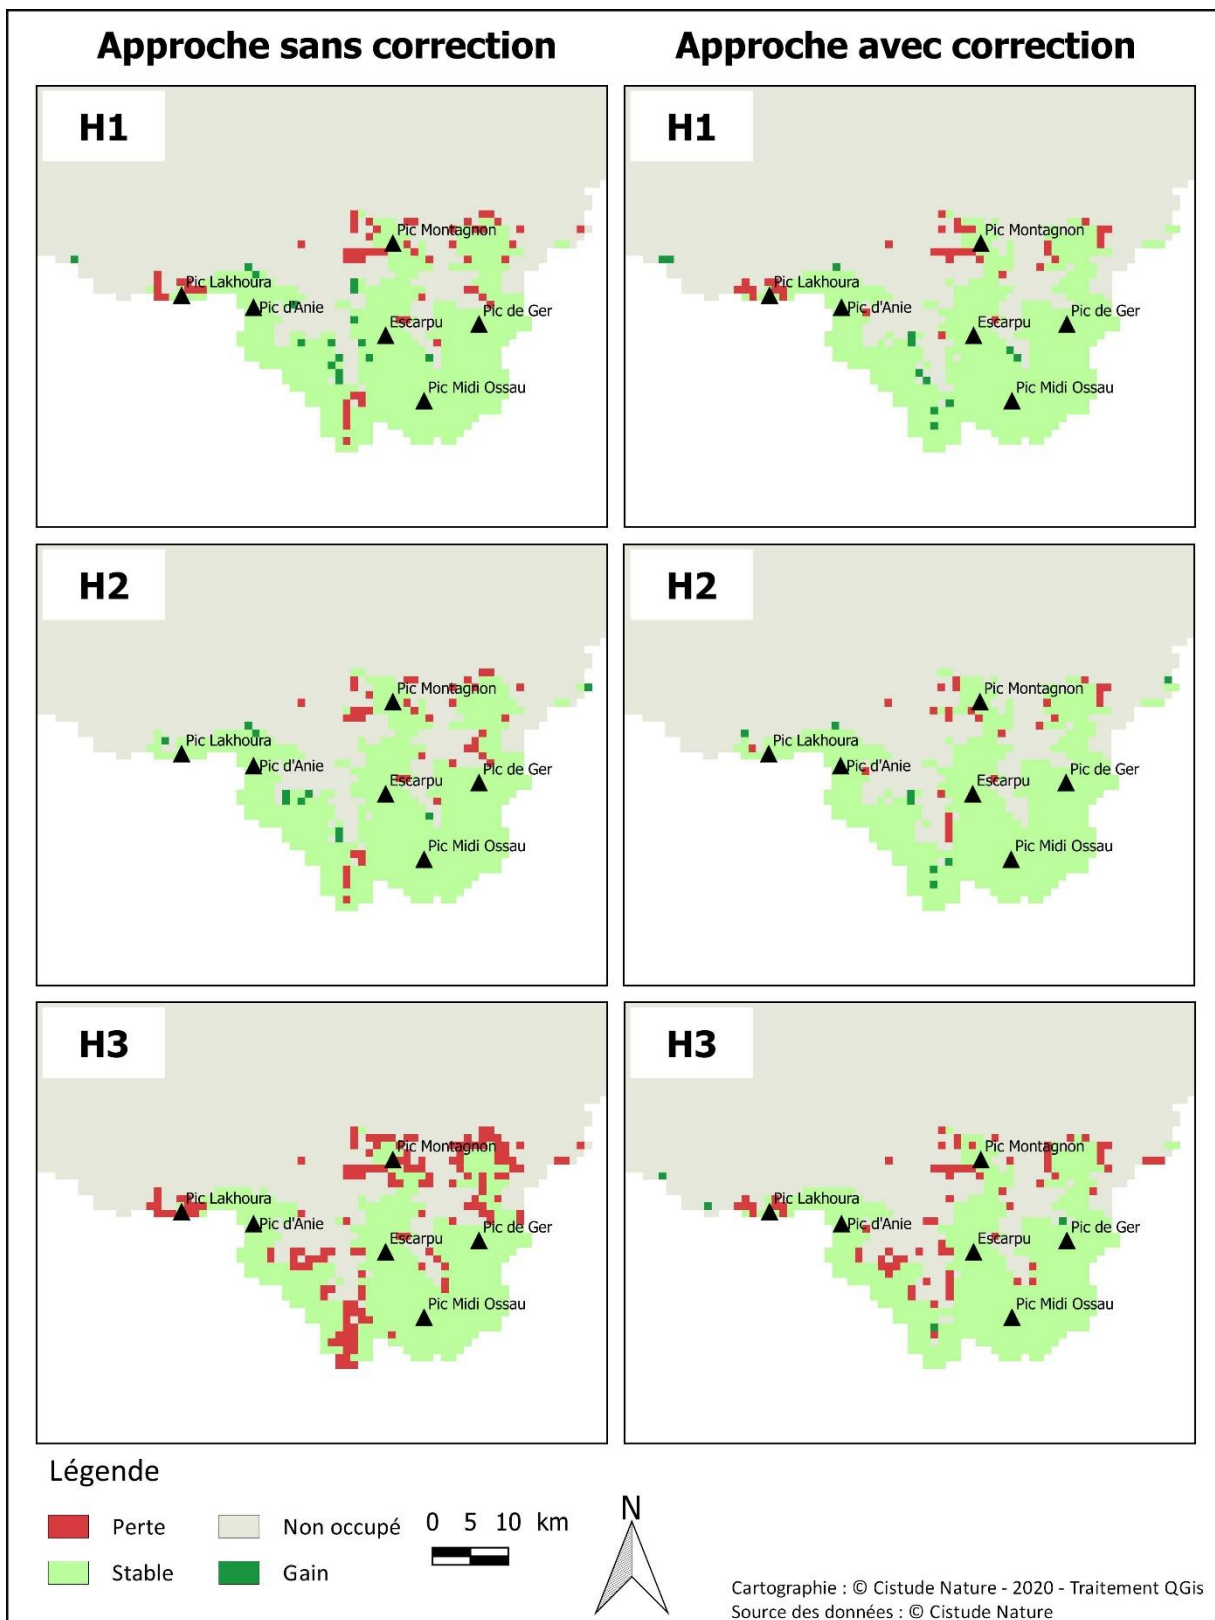 Approche sans correction
Approche avec correction
H1
Pic Montagnon
Pic Lakhoura
Pic d'Anie
Escarpu
Pic de Ger
Pic Midi Ossau
H1
Pic Montagnon
Pic Lakhoura
Pic d'Anie
Escarpu
Pic de Ger
Pic Midi Ossau
H2
Pic Montagnon
Pic Lakhoura
Pic d'Anie
Escarpu
Pic de Ger
Pic Midi Ossau
H2
Pic Montagnon
Pic Lakhoura
Pic d'Anie
Escarpu
Pic de Ger
Pic Midi Ossau
H3
Pic Montagnon
Pic Lakhoura
Pic d'Anie
Escarpu
Pic de Ger
Pic Midi Ossau
H3
Pic Montagnon
Pic Lakhoura
Pic d'Anie
Escarpu
Pic de Ger
Pic Midi Ossau
Légende
Perte
Non occupé
Stable
Gain
0 5 10 km
N
Cartographie : © Cistude Nature - 2020 - Traitement QGis
Source des données : © Cistude Nature